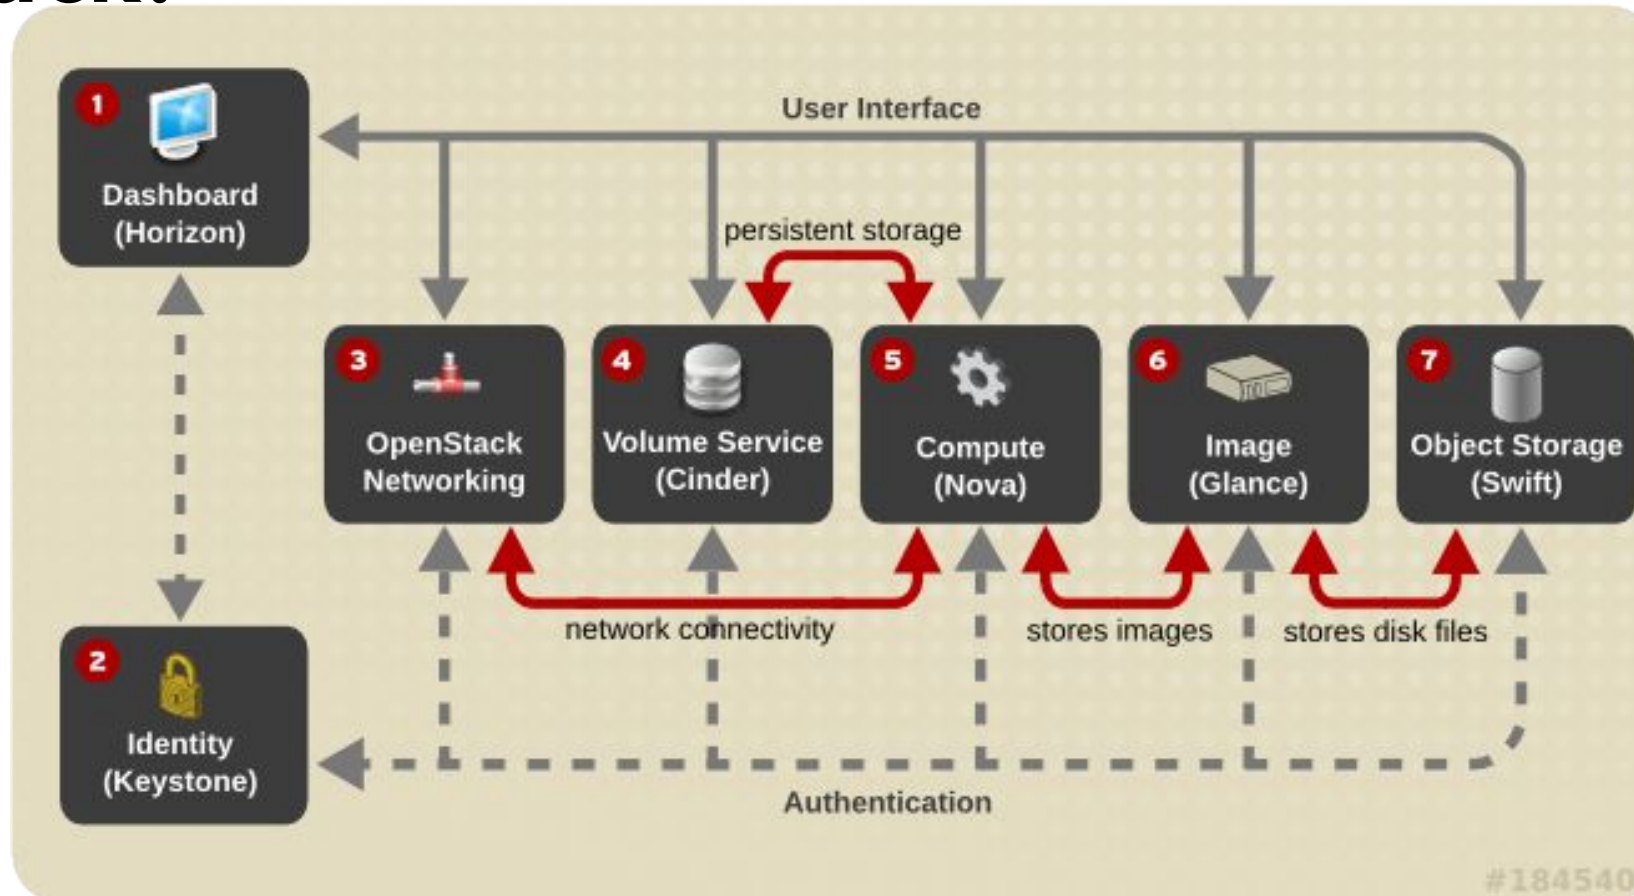 User Interface
1
Dashboard
(Horizon)
persistent storage
3
OpenStack
Networking
4
Volume Service
(Cinder)
5
Compute
(Nova)
6
Image
(Glance)
7
Object Storage
(Swift)
network connectivity
stores images
stores disk files
2
Identity
(Keystone)
Authentication
#184540